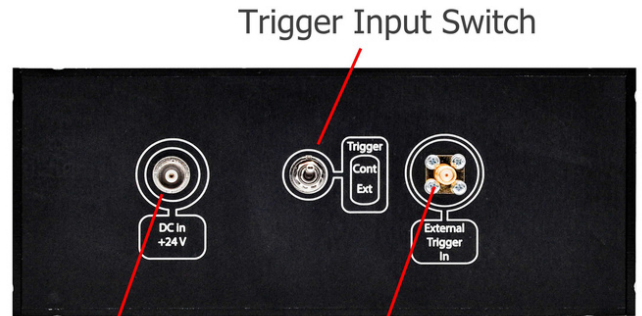 Trigger Input Switch
Trigger
Cont
Ext
DC In
+24 V
External
Trigger
In